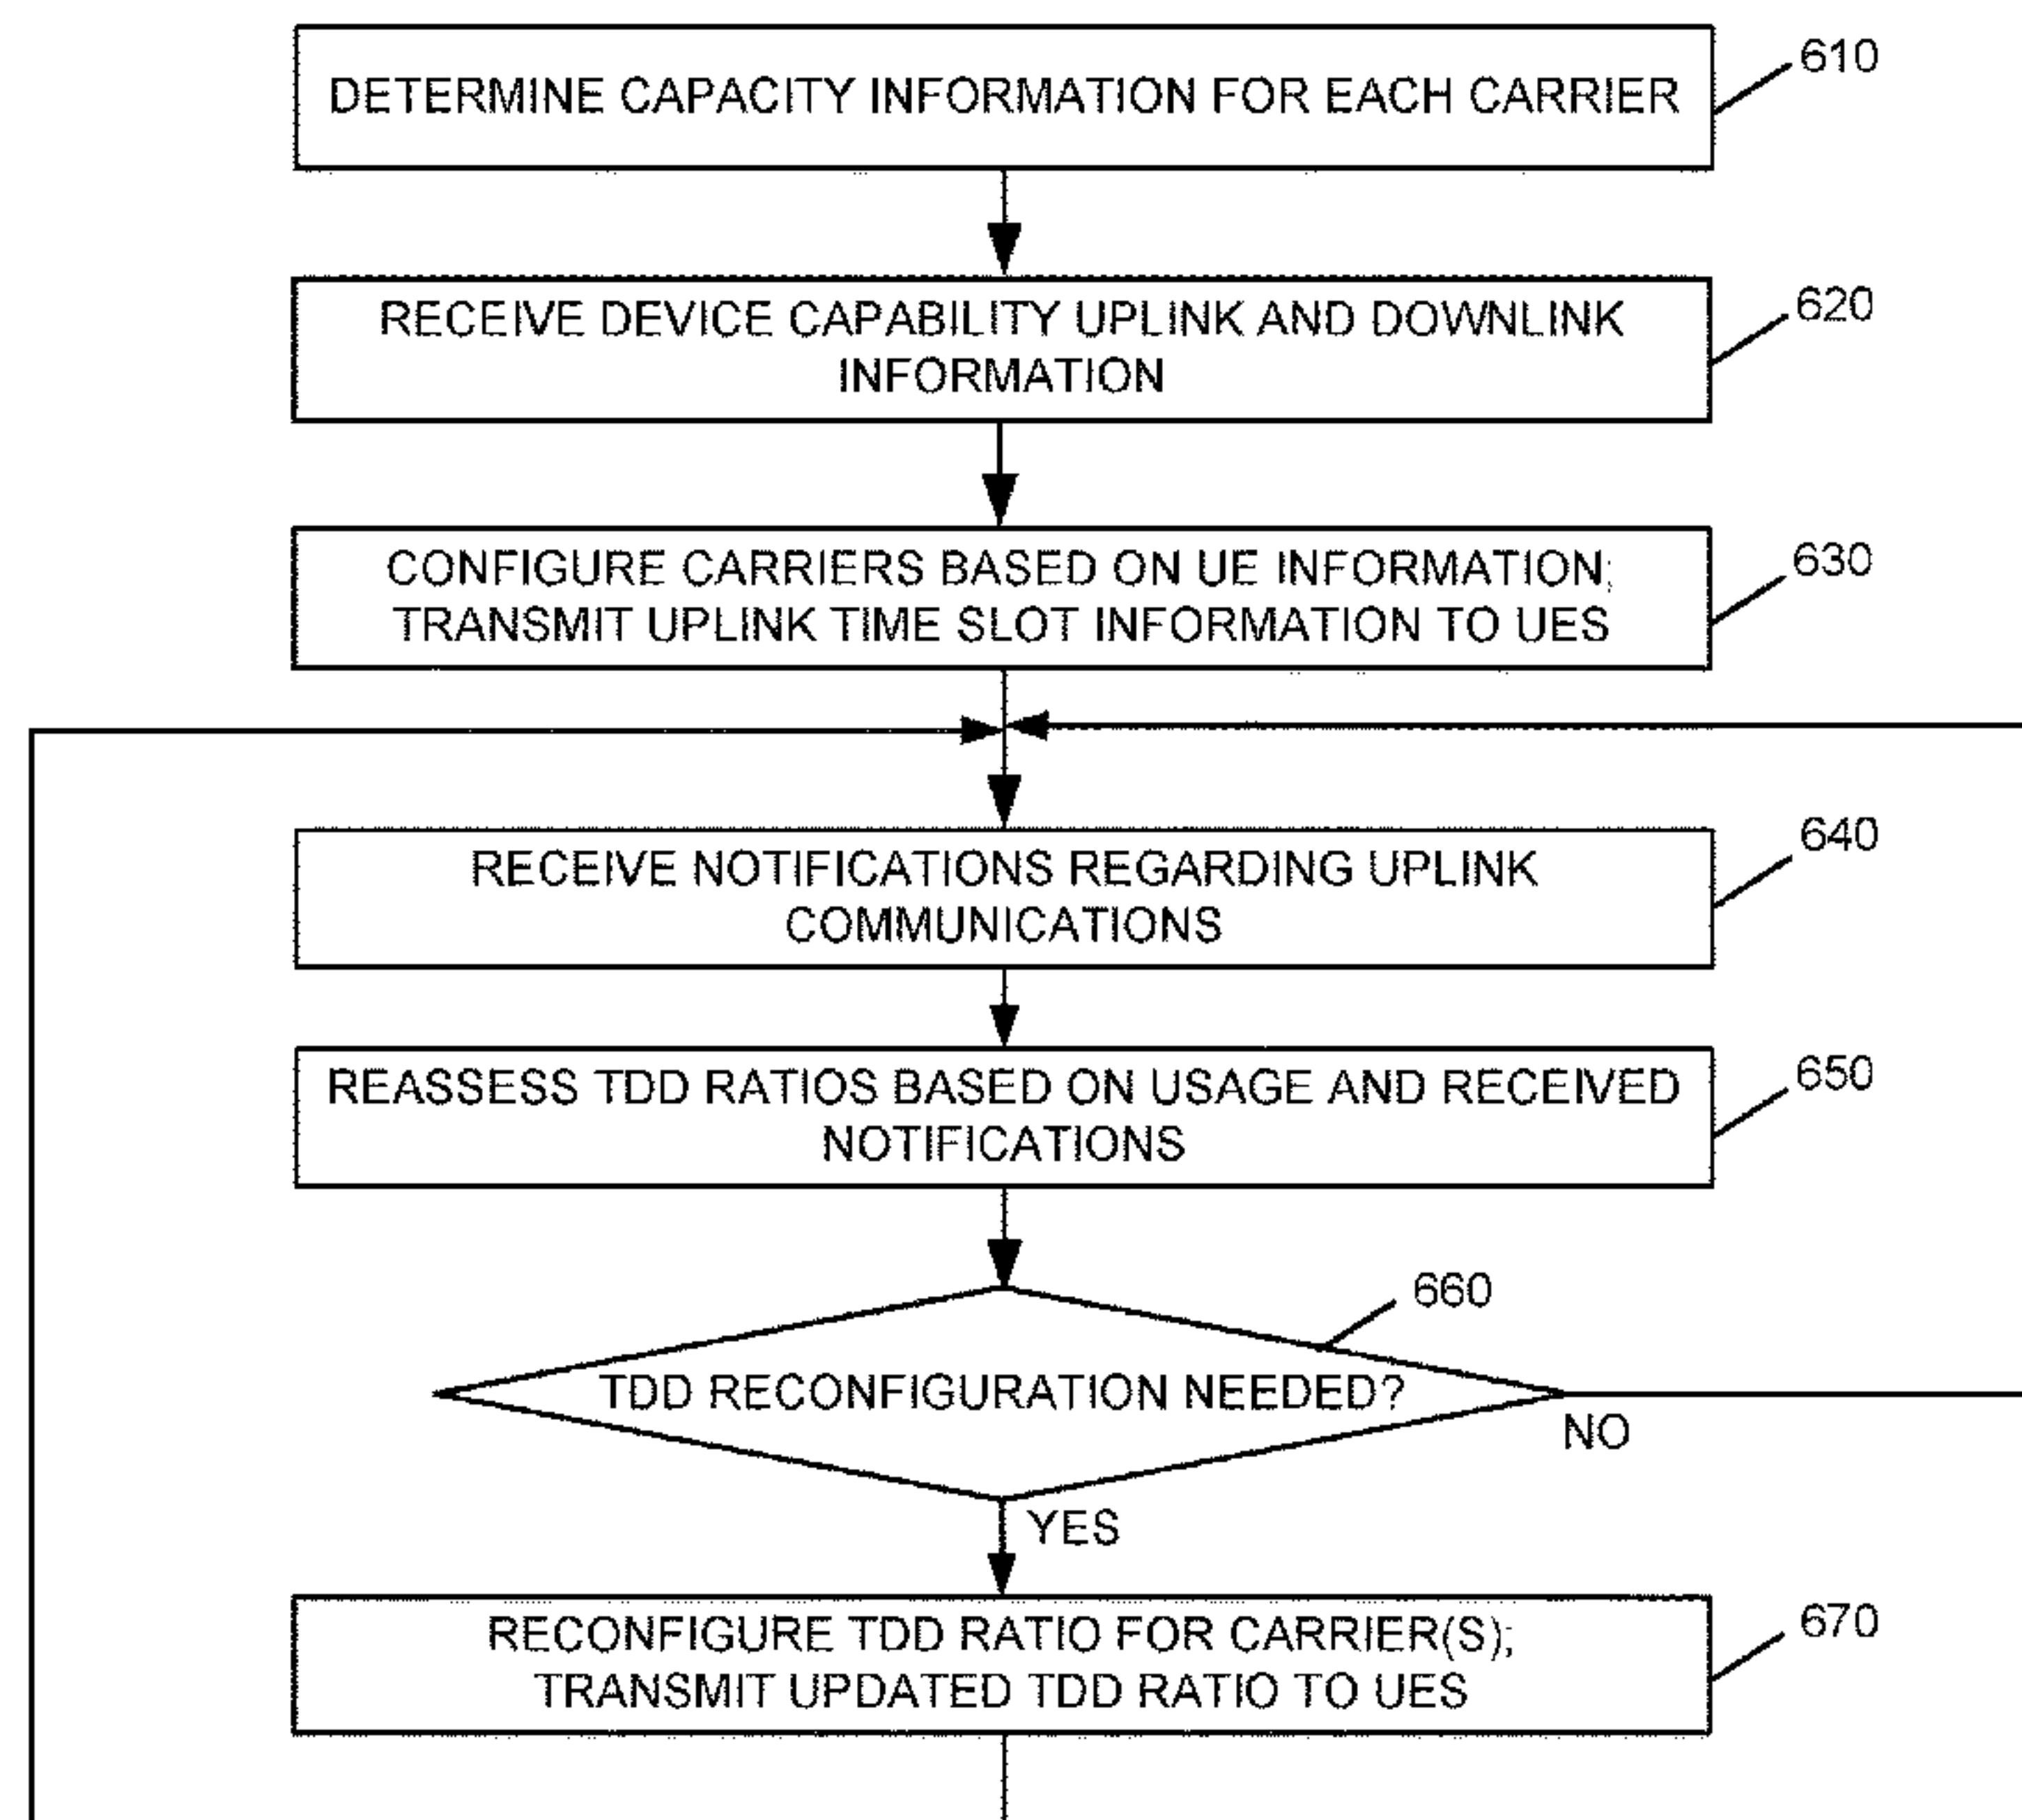 DETERMINE CAPACITY INFORMATION FOR EACH CARRIER
610
RECEIVE DEVICE CAPABILITY UPLINK AND DOWNLINK
INFORMATION
620
CONFIGURE CARRIERS BASED ON UE INFORMATION;
TRANSMIT UPLINK TIME SLOT INFORMATION TO UES
630
RECEIVE NOTIFICATIONS REGARDING UPLINK
COMMUNICATIONS
640
REASSESS TDD RATIOS BASED ON USAGE AND RECEIVED
NOTIFICATIONS
650
660
TDD RECONFIGURATION NEEDED?
NO
YES
RECONFIGURE TDD RATIO FOR CARRIER(S);
TRANSMIT UPDATED TDD RATIO TO UES
670